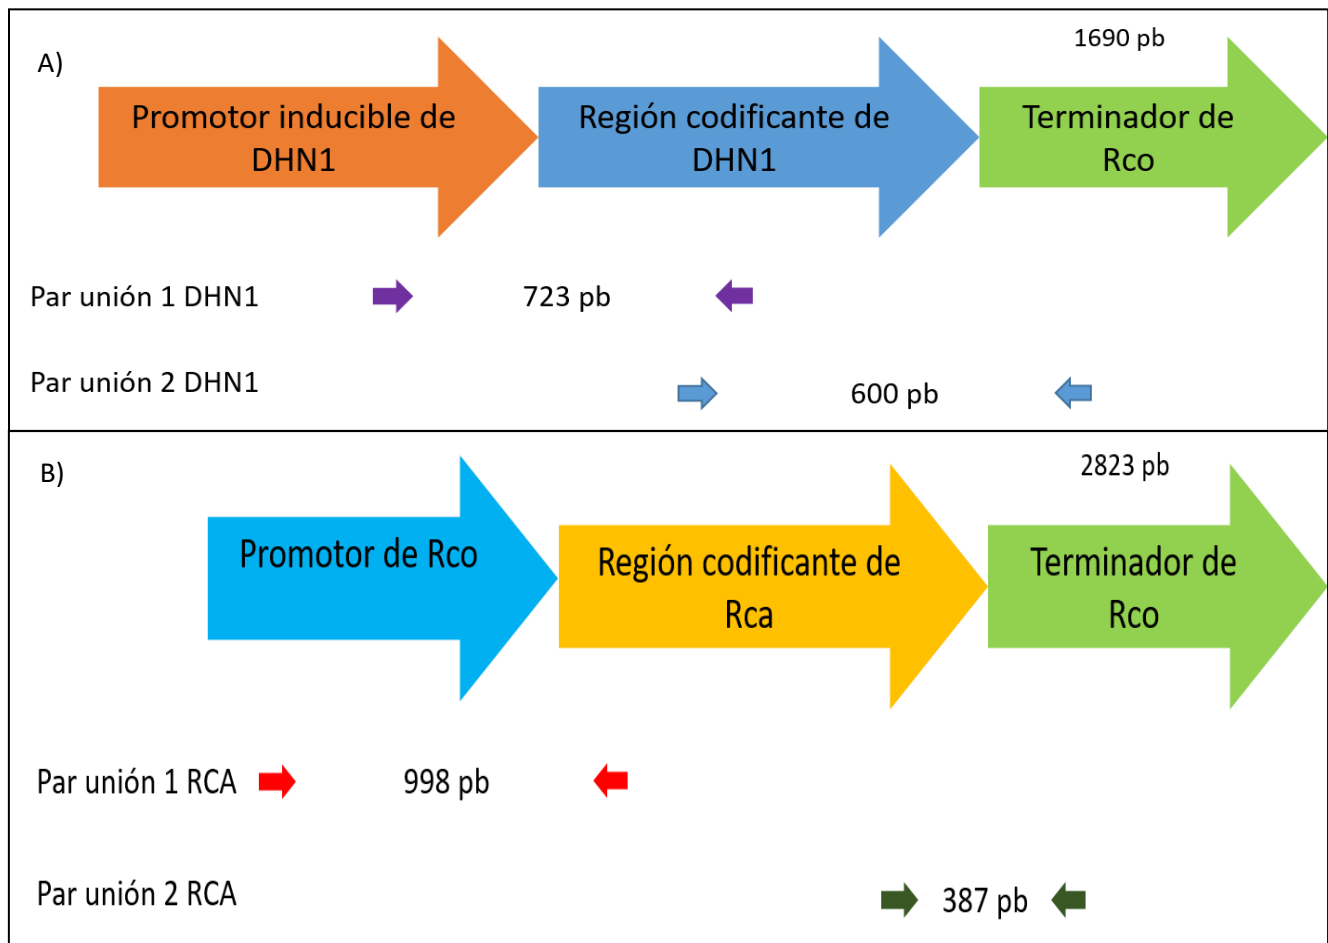 A)
1690 pb
Promotor inducible de
DHN1
Región codificante de
DHN1
Terminador de
Rco
Par unión 1 DHN1
723 pb
Par unión 2 DHN1
600 pb
B)
2823 pb
Promotor de Rco
Región codificante de
Rca
Terminador de
Rco
Par unión 1 RCA
998 pb
Par unión 2 RCA
387 pb